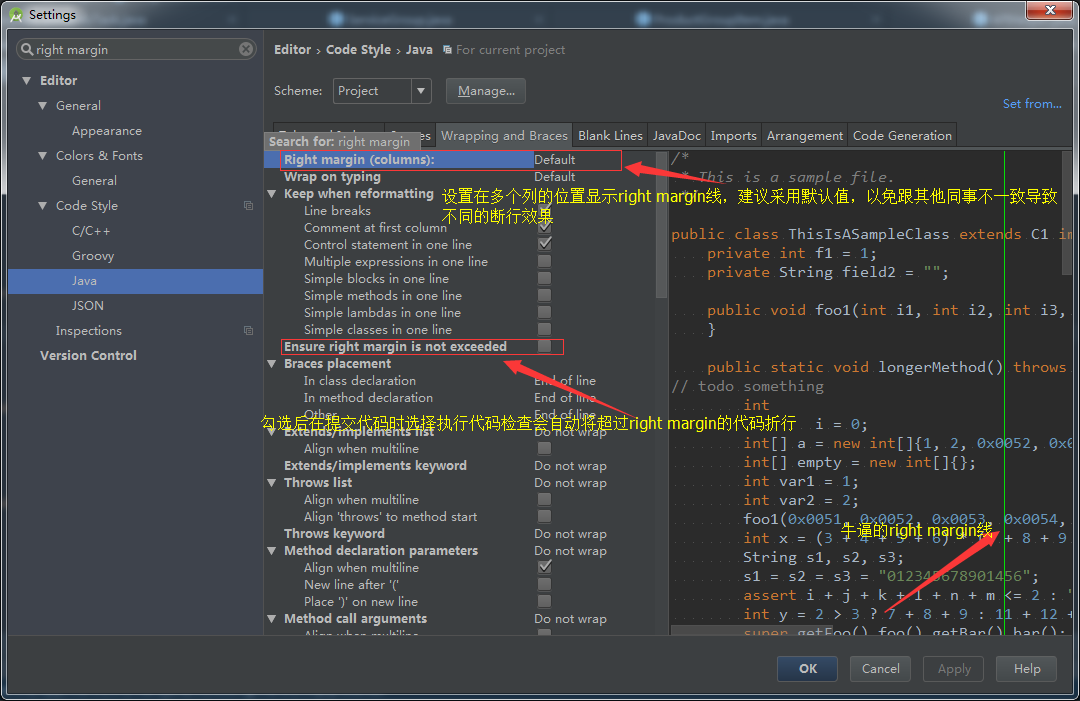 Settings
right margin
Editor › Code Style › Java For current project
Editor
General
Appearance
Colors & Fonts
General
Code Style
C/C++
Groovy
Java
JSON
Inspections
Version Control
Scheme: Project Manage...
Set from...
Wrapping and Braces Blank Lines JavaDoc Imports Arrangement Code Generation
Search for: right margin
Right margin (columns): Default
Wrap on typing Default
Keep when reformatting
Line breaks
Comment at first column
Control statement in one line
Multiple expressions in one line
Simple blocks in one line
Simple methods in one line
Simple lambdas in one line
Simple classes in one line
Ensure right margin is not exceeded
Braces placement
In class declaration End of line
In method declaration End of line
Other End of line
Extends/implements list Do not wrap
Align when multiline
Extends/implements keyword Do not wrap
Throws list Do not wrap
Align when multiline
Align 'throws' to method start
Throws keyword Do not wrap
Method declaration parameters Do not wrap
Align when multiline
New line after '('
Place ')' on new line
Method call arguments Do not wrap
Align when multiline
设置在多个列的位置显示right margin线，建议采用默认值，以免跟其他同事不一致导致
不同的断行效果
勾选后在提交代码时选择执行代码检查会自动将超过right margin的代码折行
牛逼的right margin线
/*
* This is a sample file.
public class ThisIsASampleClass extends C1
private int f1 = 1;
private String field2 = "";
public void foo1(int i1, int i2, int i3,
}
public static void longerMethod() throws
// todo something
int
i = 0;
int[] a = new int[]{1, 2, 0x0052,
int[] empty = new int[]{};
int var1 = 1;
int var2 = 2;
foo1(0x0051, 0x0052, 0x0053, 0x0054,
int x = (3 + 4 + 5 + 6) + 8 + 9
String s1, s2, s3;
s1 = s2 = s3 = "012345678901456";
assert i + j + k + l + n + m <= 2 : "
int y = 2 > 3 ? 7 + 8 + 9 : 11 + 12 +
super.getFoo().foo().getBar().bar();
OK Cancel Apply Help